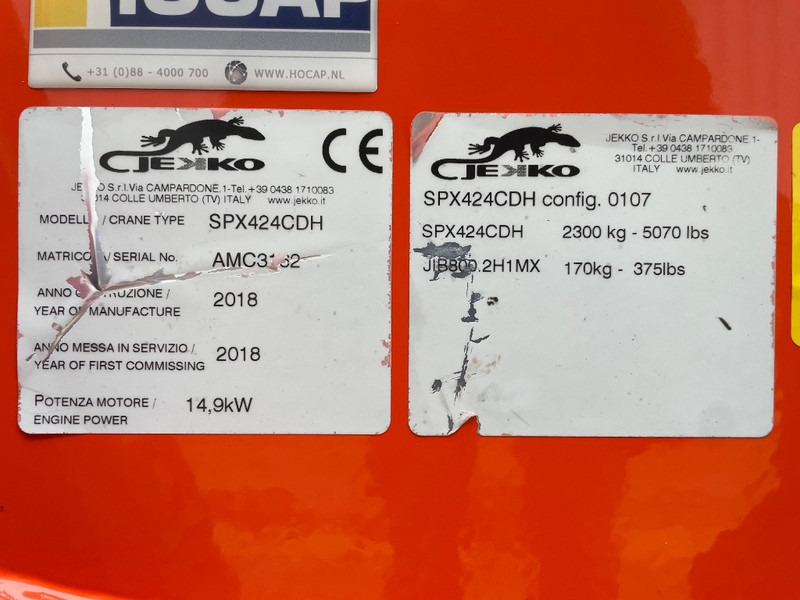 HOCAP
+31 (0)88 - 4000 700 WWW.HOCAP.NL
JEKKO CE
JEKKO S.r.l.Via CAMPARDONE,1-Tel.+39 0438 1710083
31014 COLLE UMBERTO (TV) ITALY www.jekko.it
MODELLO / CRANE TYPE SPX424CDH
MATRICOLA / SERIAL No.
ANNO COSTRUZIONE / 2018
YEAR OF MANUFACTURE
ANNO MESSA IN SERVIZIO / 2018
YEAR OF FIRST COMMISSING
POTENZA MOTORE / 14,9kW
ENGINE POWER
JEKKO
JEKKO S.r.l.Via CAMPARDONE,1-
Tel.+39 0438 1710083
31014 COLLE UMBERTO (TV)
ITALY www.jekko.it
SPX424CDH config. 0107
SPX424CDH 2300 kg - 5070 lbs
JIB800.2H1MX 170kg - 375lbs